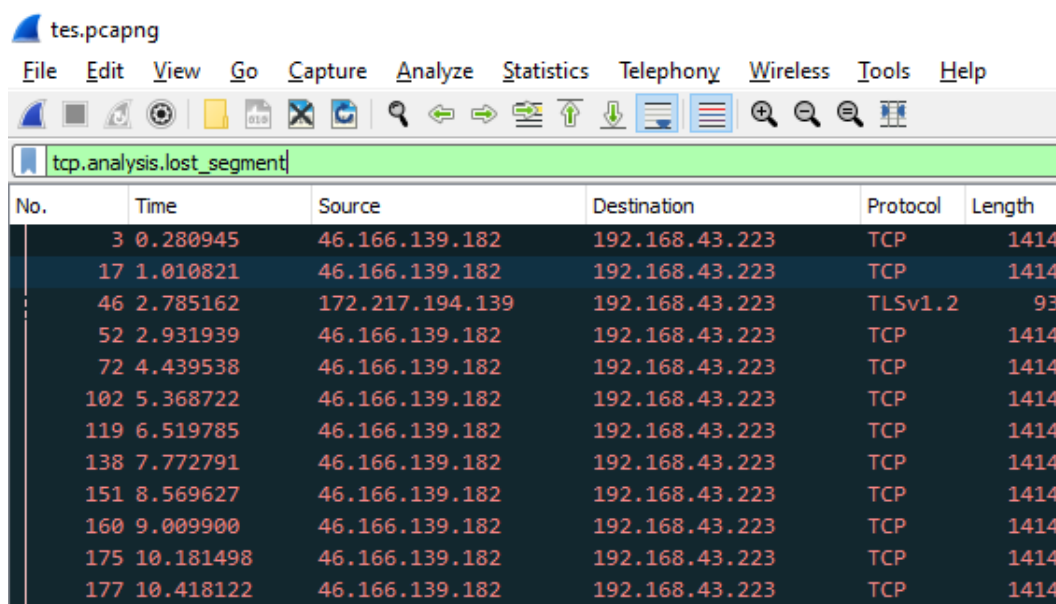 tes.pcapng
File Edit View Go Capture Analyze Statistics Telephony Wireless Tools Help
tcp.analysis.lost_segment
No. Time Source Destination Protocol Length
3 0.280945 46.166.139.182 192.168.43.223 TCP 1414
17 1.010821 46.166.139.182 192.168.43.223 TCP 1414
46 2.785162 172.217.194.139 192.168.43.223 TLSv1.2 93
52 2.931939 46.166.139.182 192.168.43.223 TCP 1414
72 4.439538 46.166.139.182 192.168.43.223 TCP 1414
102 5.368722 46.166.139.182 192.168.43.223 TCP 1414
119 6.519785 46.166.139.182 192.168.43.223 TCP 1414
138 7.772791 46.166.139.182 192.168.43.223 TCP 1414
151 8.569627 46.166.139.182 192.168.43.223 TCP 1414
160 9.009900 46.166.139.182 192.168.43.223 TCP 1414
175 10.181498 46.166.139.182 192.168.43.223 TCP 1414
177 10.418122 46.166.139.182 192.168.43.223 TCP 1414